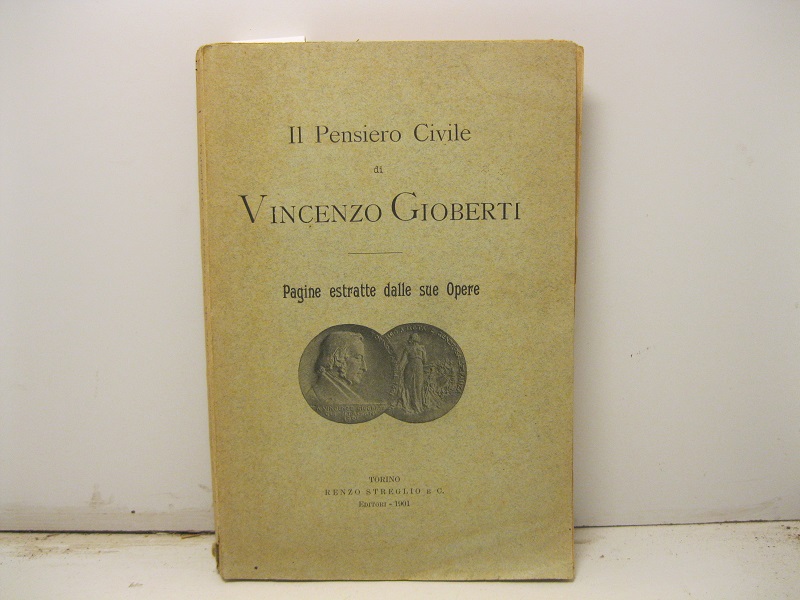 Il Pensiero Civile
di
VINCENZO GIOBERTI
Pagine estratte dalle sue Opere
TORINO
RENZO STREGLIO E C.
EDITORI - 1901